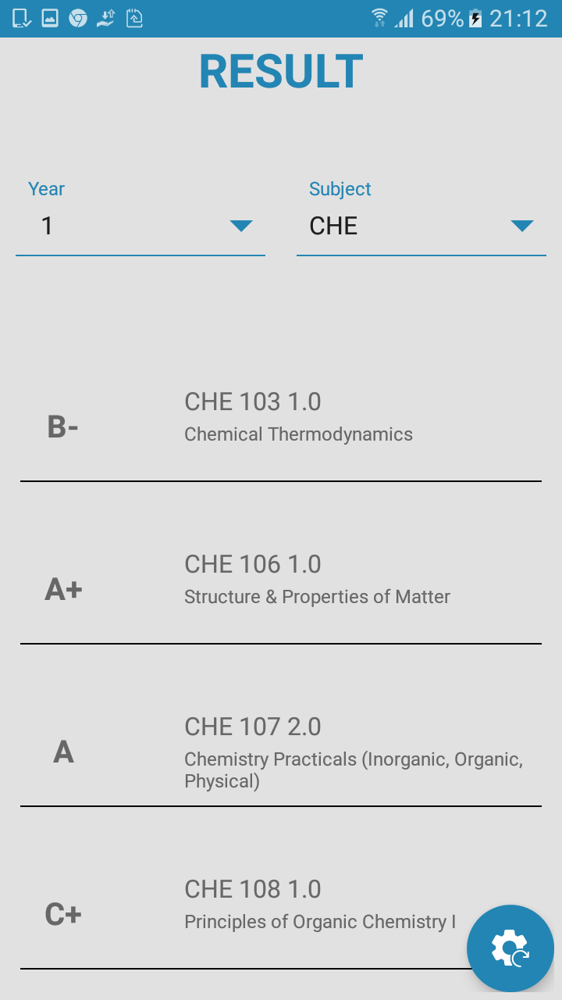 69% 21:12
RESULT
Year
Subject
1
CHE
CHE 103 1.0
B-
Chemical Thermodynamics
CHE 106 1.0
A+
Structure & Properties of Matter
CHE 107 2.0
A
Chemistry Practicals (Inorganic, Organic,
Physical)
CHE 108 1.0
C+
Principles of Organic Chemistry I